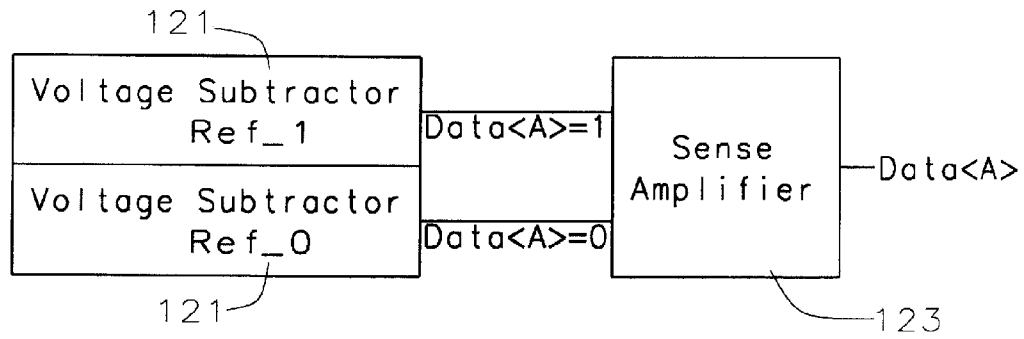 121
Voltage Subtractor
Ref_1
Data<A>=1
Sense
Amplifier
Data<A>
Voltage Subtractor
Ref_0
Data<A>=0
121
123